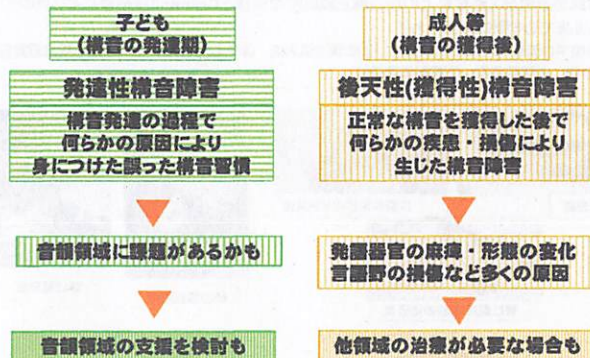 子ども
(構音の発達期)
発達性構音障害
構音発達の過程で
何らかの原因により
身につけた誤った構音習慣
音韻領域に課題があるかも
音韻領域の支援を検討も
成人等
(構音の獲得後)
後天性(獲得性)構音障害
正常な構音を獲得した後で
何らかの疾患・損傷により
生じた構音障害
発語器官の麻痺・形態の変化
言語野の損傷など多くの原因
他領域の治療が必要な場合も